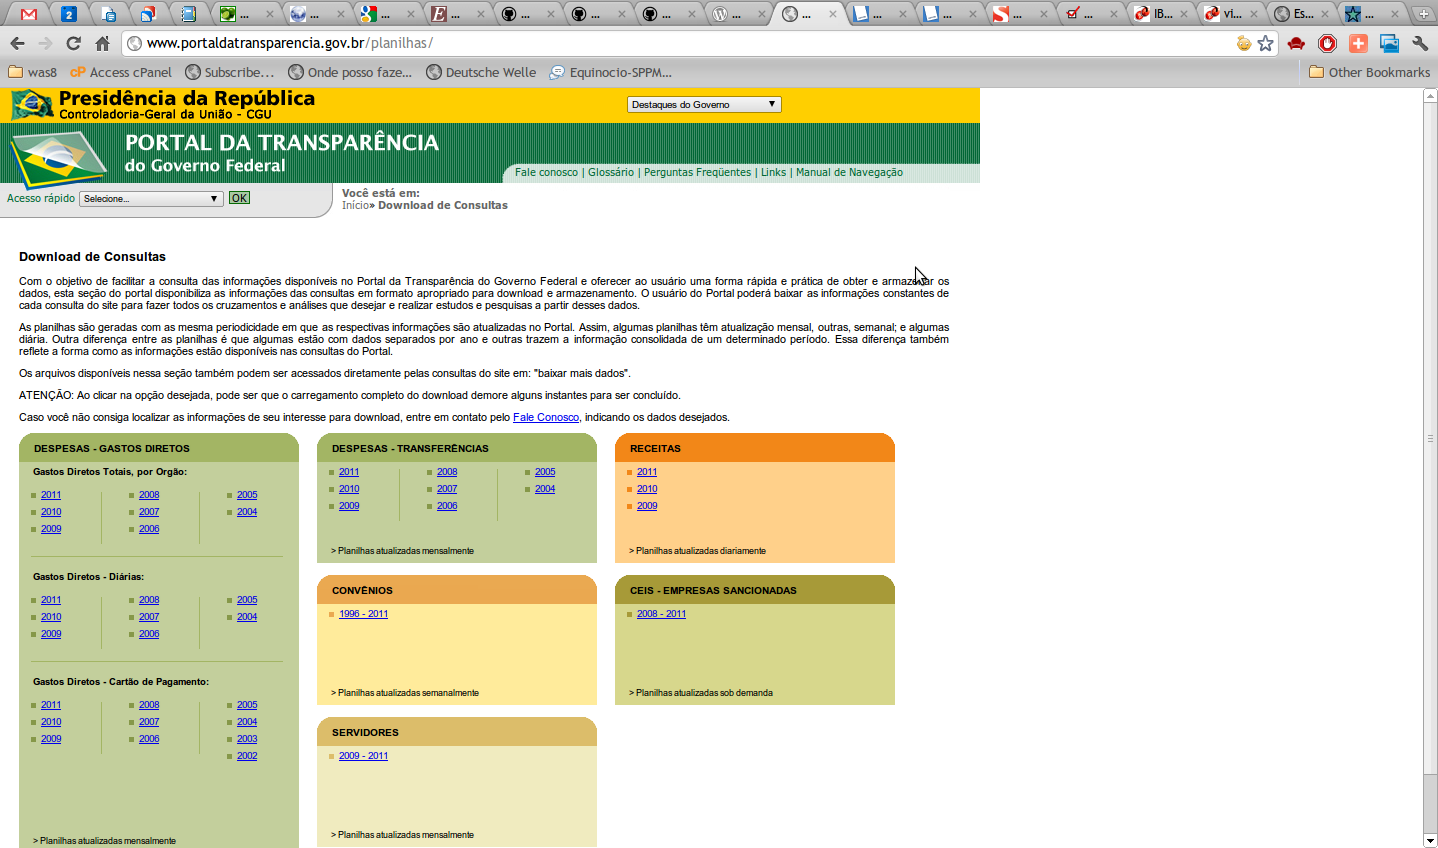 2
...
...
...
...
...
...
...
...
...
...
...
...
...
IB...
vi...
Es...
...
www.portaldatransparencia.gov.br/planilhas/
was8
cP Access cPanel
Subscribe...
Onde posso faze...
Deutsche Welle
Equinocio-SPPM...
Other Bookmarks
Presidência da República
Controladoria-Geral da União - CGU
Destaques do Governo
PORTAL DA TRANSPARÊNCIA
do Governo Federal
Fale conosco | Glossário | Perguntas Freqüentes | Links | Manual de Navegação
Acesso rápido
Selecione...
OK
Você está em:
Início» Download de Consultas
Download de Consultas
Com o objetivo de facilitar a consulta das informações disponíveis no Portal da Transparência do Governo Federal e oferecer ao usuário uma forma rápida e prática de obter e armazenar os
dados, esta seção do portal disponibiliza as informações das consultas em formato apropriado para download e armazenamento. O usuário do Portal poderá baixar as informações constantes de
cada consulta do site para fazer todos os cruzamentos e análises que desejar e realizar estudos e pesquisas a partir desses dados.
As planilhas são geradas com as mesma periodicidade em que as respectivas informações são atualizadas no Portal. Assim, algumas planilhas têm atualização mensal, outras, semanal; e algumas
diária. Outra diferença entre as planilhas é que algumas estão com dados separados por ano e outras trazem a informação consolidada de um determinado período. Essa diferença também
reflete a forma como as informações estão disponíveis nas consultas do Portal.
Os arquivos disponíveis nessa seção também podem ser acessados diretamente pelas consultas do site em: "baixar mais dados".
ATENÇÃO: Ao clicar na opção desejada, pode ser que o carregamento completo do download demore alguns instantes para ser concluído.
Caso você não consiga localizar as informações de seu interesse para download, entre em contato pelo Fale Conosco, indicando os dados desejados.
DESPESAS - GASTOS DIRETOS
Gastos Diretos Totais, por Orgão:
2011 2008 2005
2010 2007 2004
2009 2006
Gastos Diretos - Diárias:
2011 2008 2005
2010 2007 2004
2009 2006
Gastos Diretos - Cartão de Pagamento:
2011 2008 2005
2010 2007 2004
2009 2006 2003
2002
> Planilhas atualizadas mensalmente
DESPESAS - TRANSFERÊNCIAS
2011 2008 2005
2010 2007 2004
2009 2006
> Planilhas atualizadas mensalmente
RECEITAS
2011
2010
2009
> Planilhas atualizadas diariamente
CONVÊNIOS
1996 - 2011
> Planilhas atualizadas semanalmente
CEIS - EMPRESAS SANCIONADAS
2008 - 2011
> Planilhas atualizadas sob demanda
SERVIDORES
2009 - 2011
> Planilhas atualizadas mensalmente